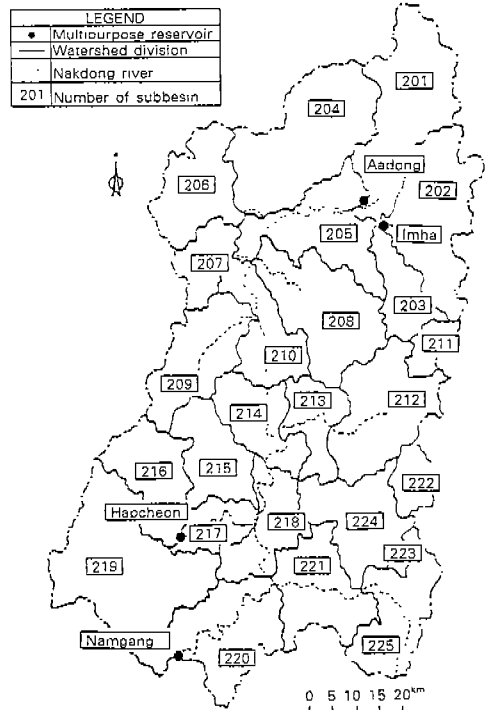 LEGEND
Multipurpose reservoir
Watershed division
Nakdong river
201 Number of subbesin
201
204
Aadong
206
202
205
Imha
207
203
208
211
210
209
213
212
214
216
215
222
Hapcheon
218
224
217
223
221
219
Namgang
220
225
0 5 10 15 20km